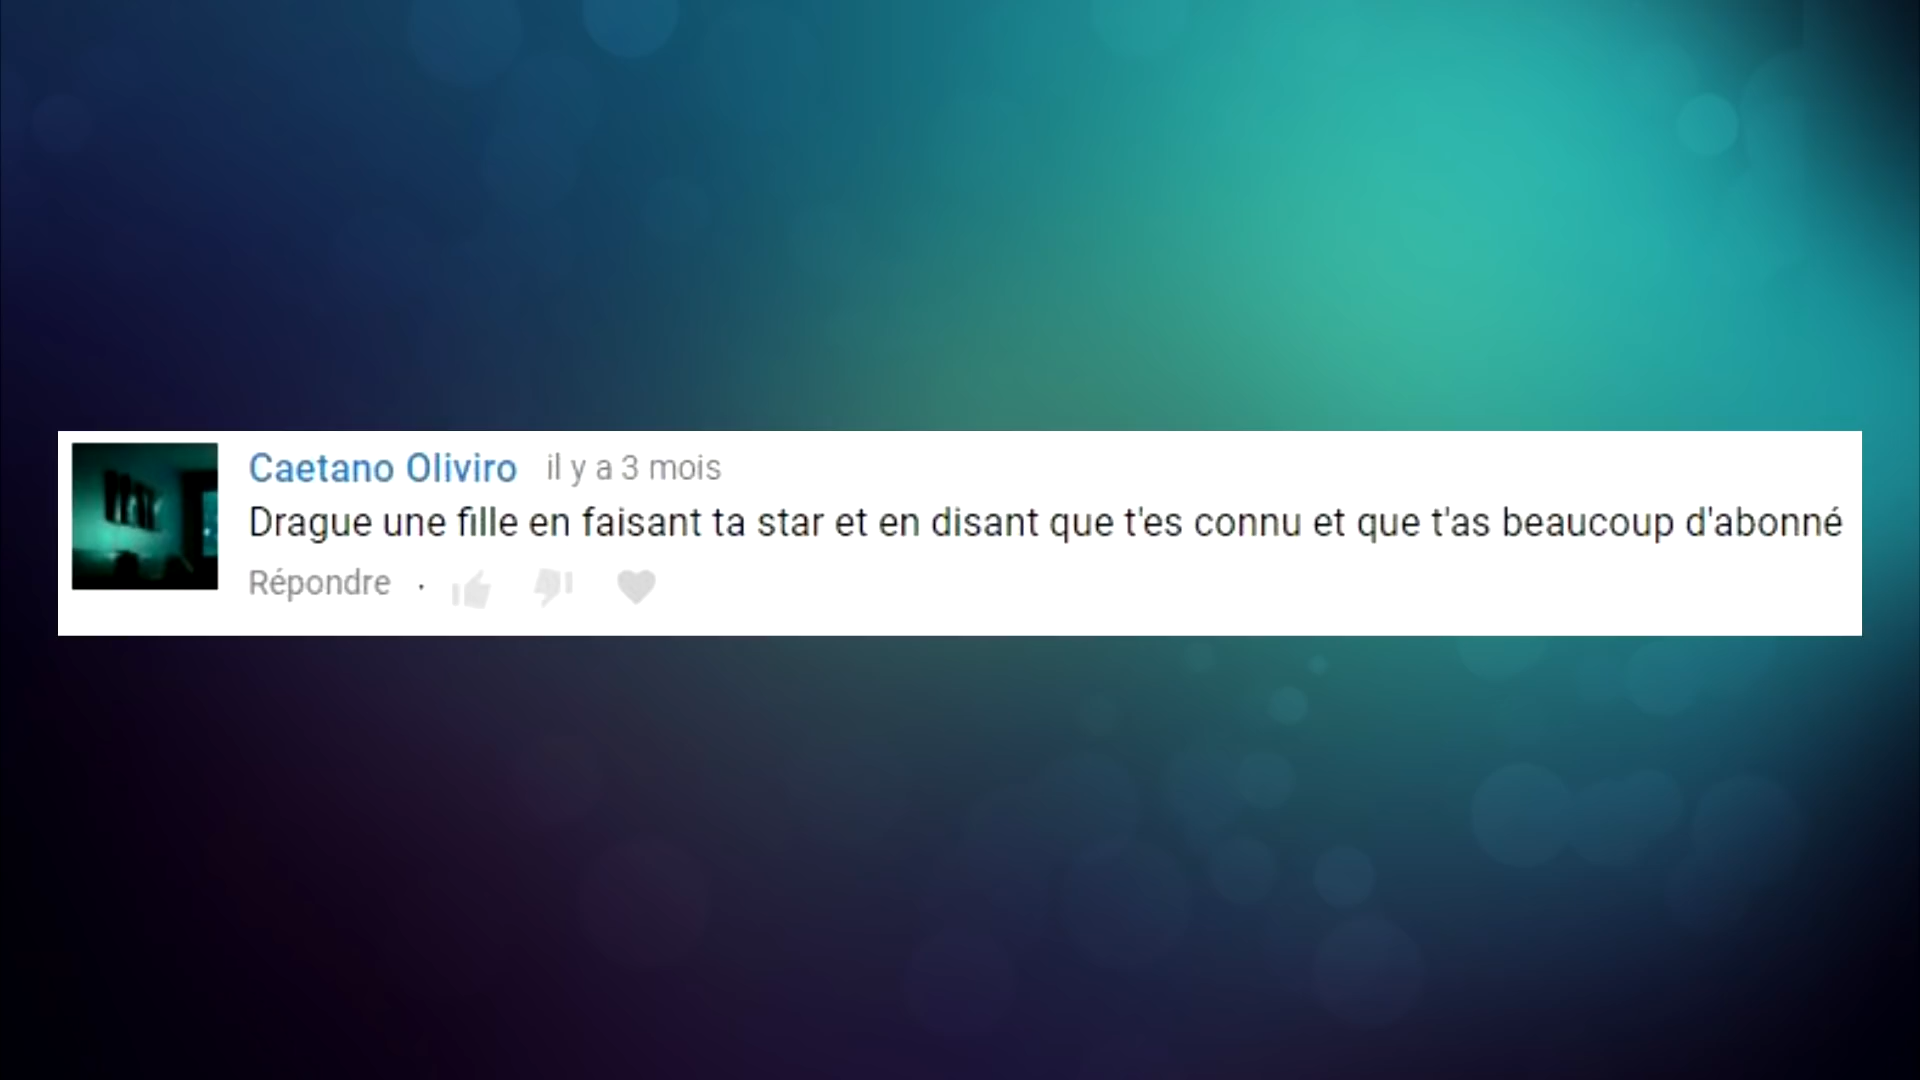 Caetano Oliviro il y a 3 mois
Drague une fille en faisant ta star et en disant que t'es connu et que t'as beaucoup d'abonné
Répondre ·